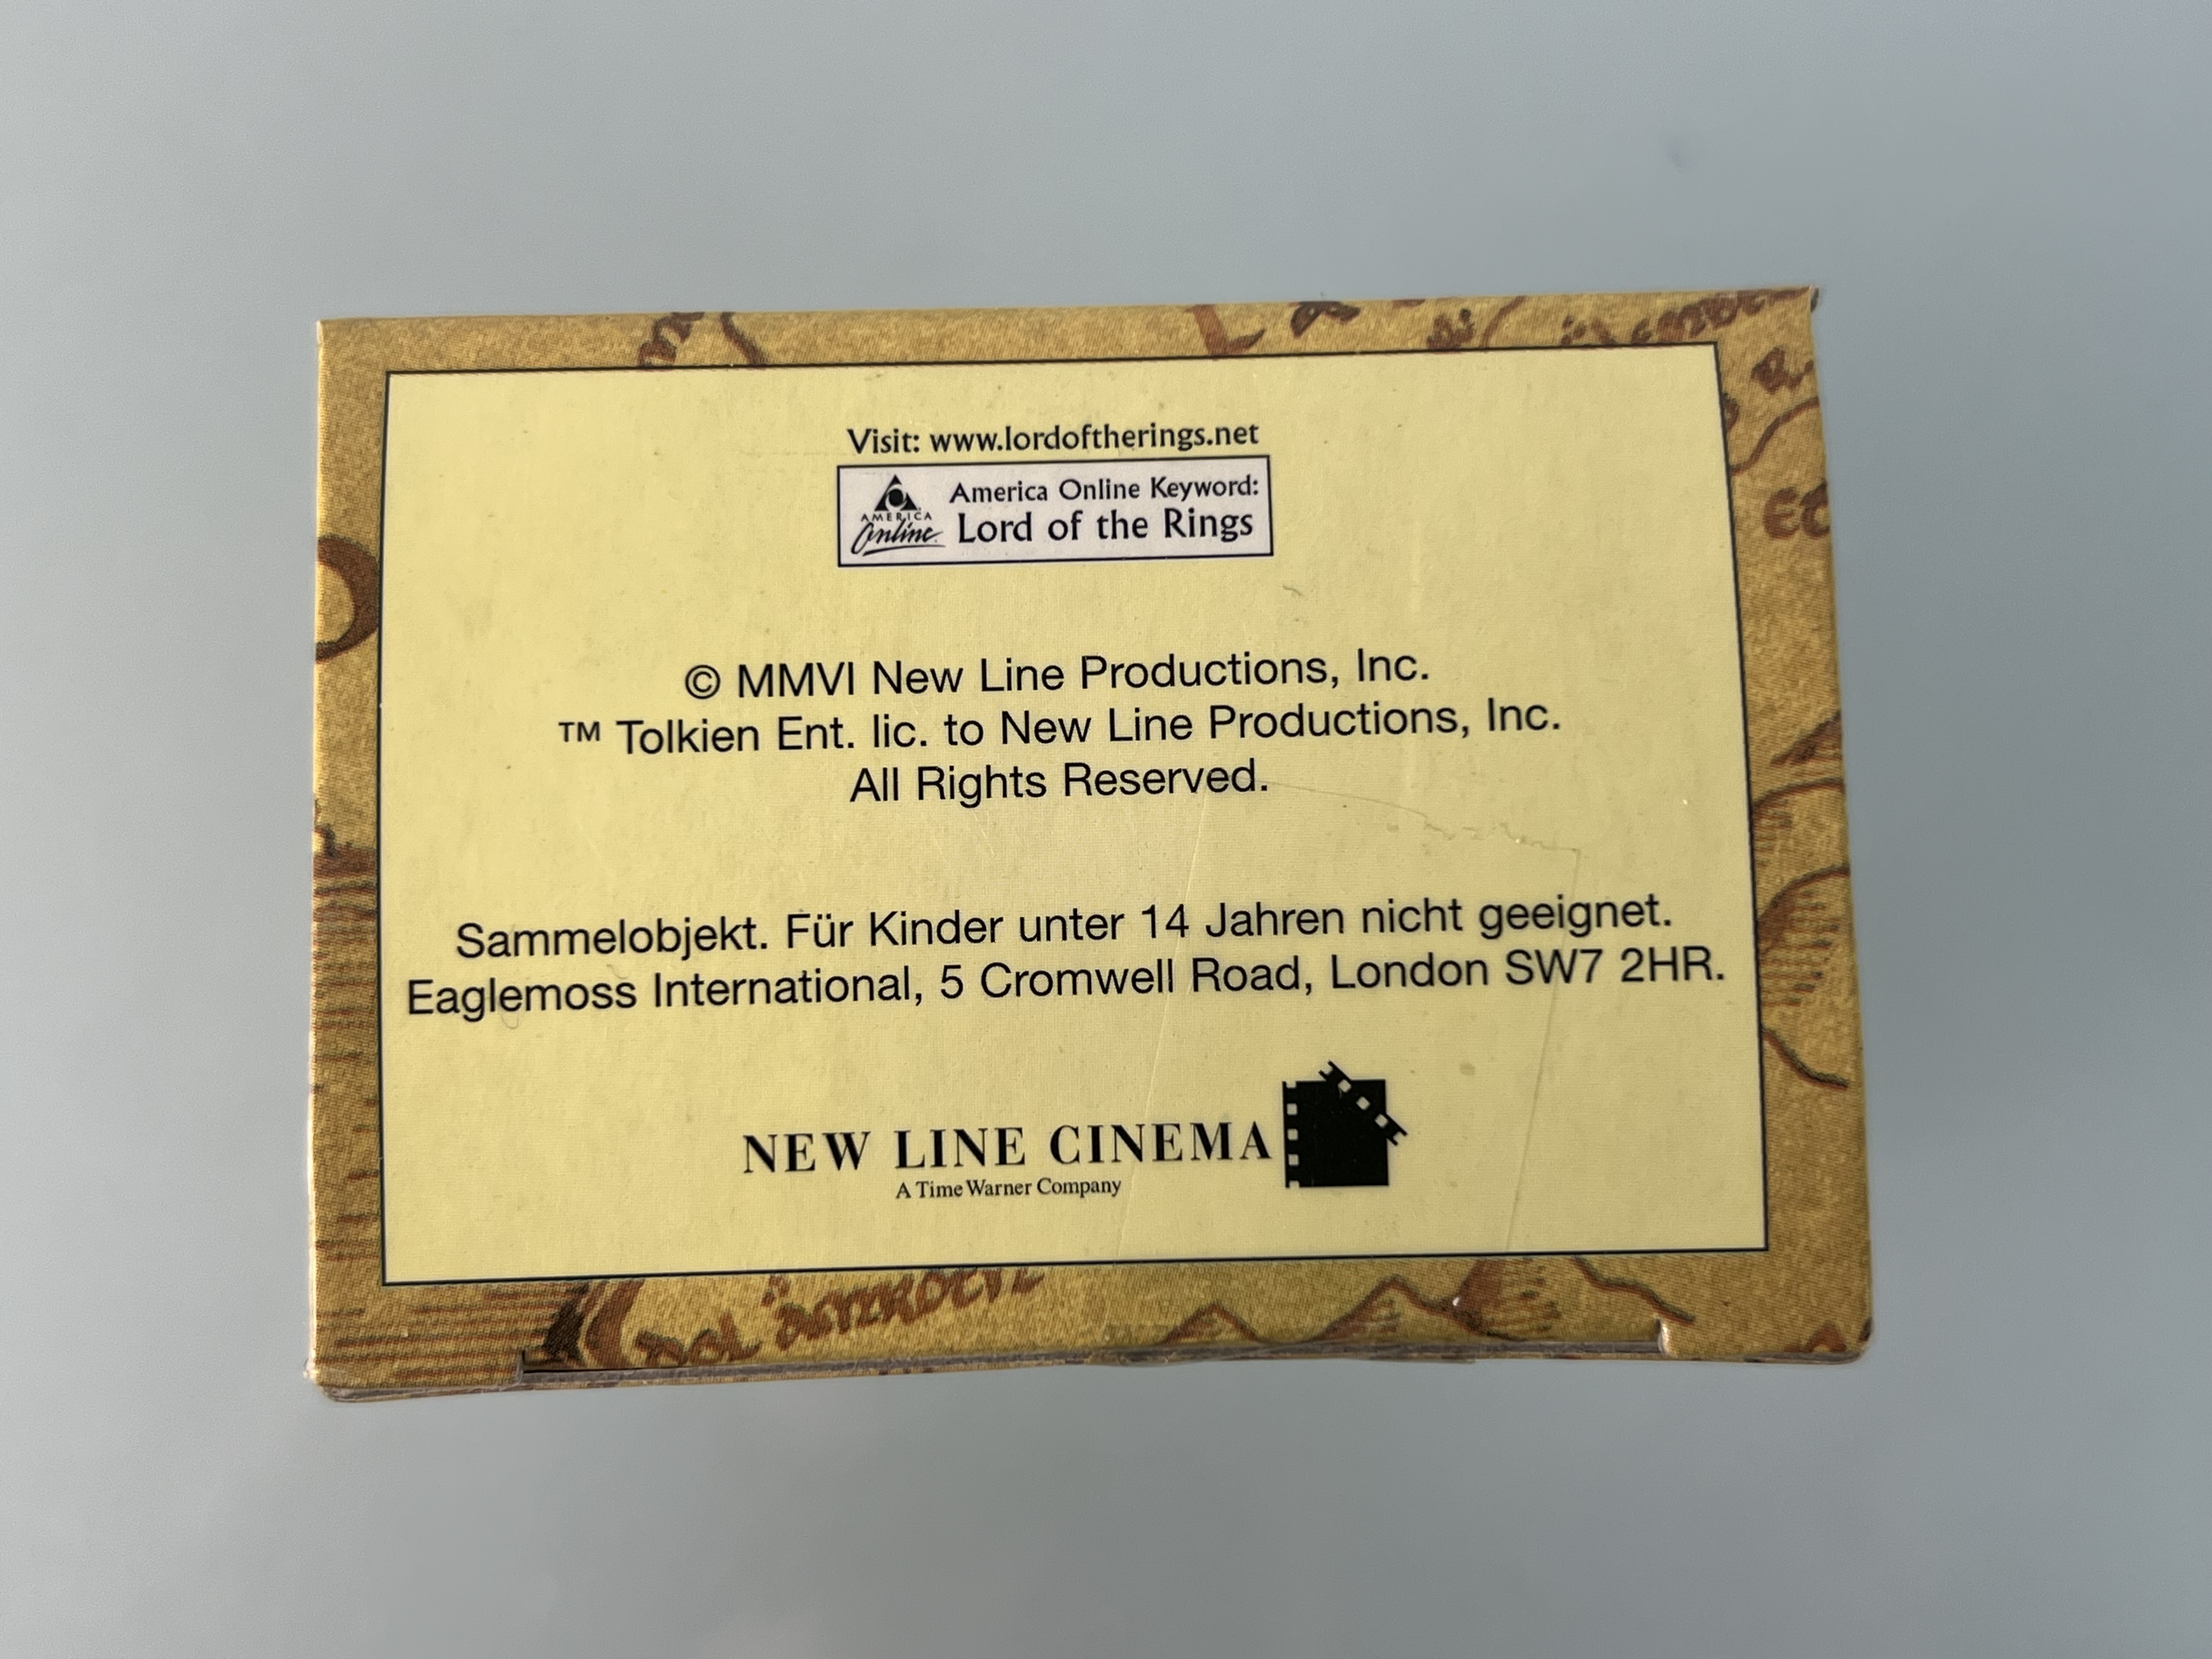 Visit: www.lordoftherings.net
AMERICA
Online
America Online Keyword:
Lord of the Rings
© MMVI New Line Productions, Inc.
™ Tolkien Ent. lic. to New Line Productions, Inc.
All Rights Reserved.
Sammelobjekt. Für Kinder unter 14 Jahren nicht geeignet.
Eaglemoss International, 5 Cromwell Road, London SW7 2HR.
NEW LINE CINEMA
A Time Warner Company